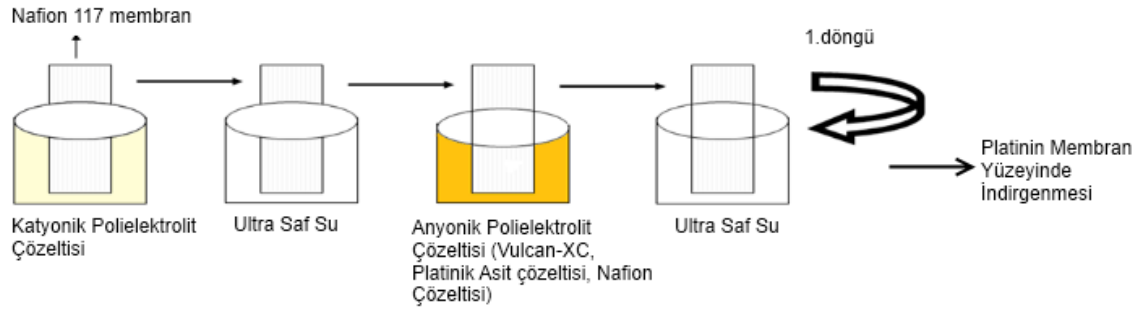 Nafion 117 membran
1.döngü
Platinin Membran
Yüzeyinde
İndirgenmesi
Katyonik Polielektrolit
Çözeltisi
Ultra Saf Su
Anyonik Polielektrolit
Çözeltisi (Vulcan-XC,
Platinik Asit çözeltisi, Nafion
Çözeltisi)
Ultra Saf Su